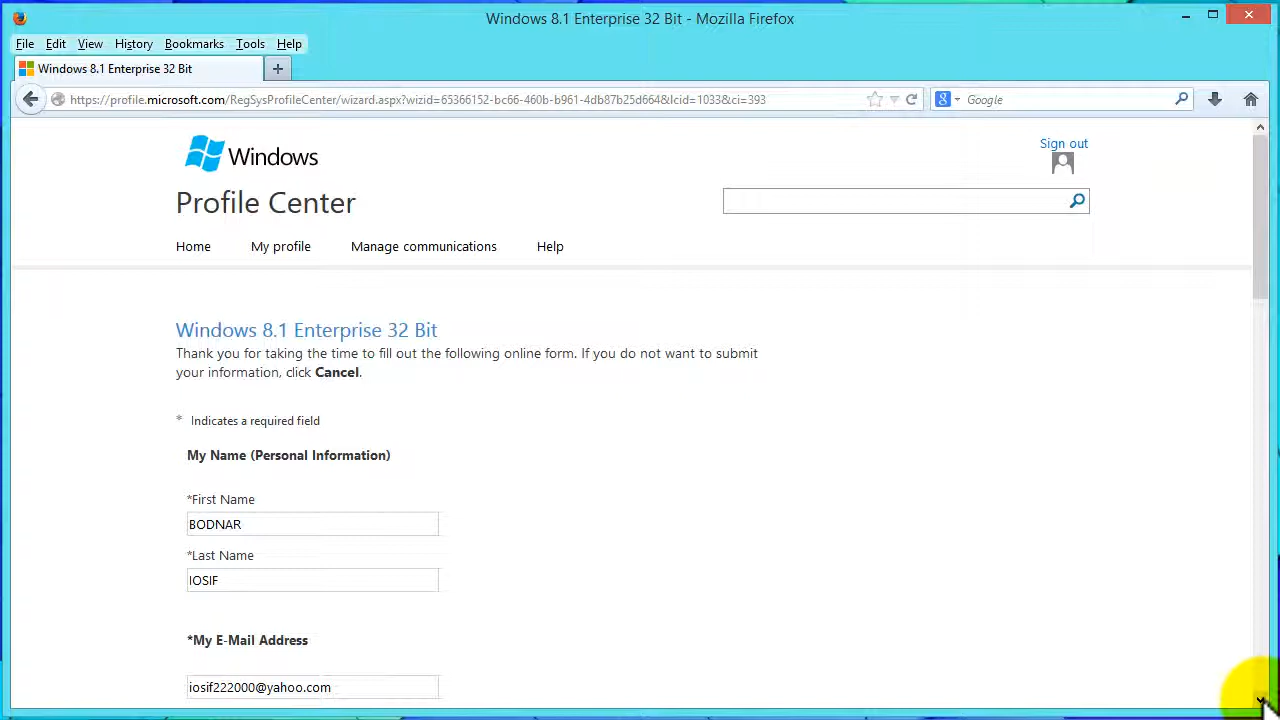 Windows 8.1 Enterprise 32 Bit - Mozilla Firefox
File Edit View History Bookmarks Tools Help
Windows 8.1 Enterprise 32 Bit
https://profile.microsoft.com/RegSysProfileCenter/wizard.aspx?wizid=65366152-bc66-460b-b961-4db87b25d664&lcid=1033&ci=393
Google
Windows
Sign out
Profile Center
Home My profile Manage communications Help
Windows 8.1 Enterprise 32 Bit
Thank you for taking the time to fill out the following online form. If you do not want to submit
your information, click Cancel.
* Indicates a required field
My Name (Personal Information)
*First Name
BODNAR
*Last Name
IOSIF
*My E-Mail Address
iosif222000@yahoo.com